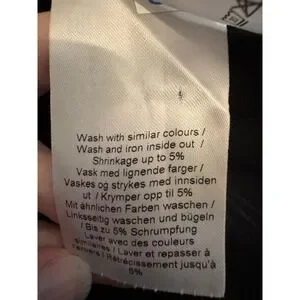 Wash with similar colours /
Wash and iron inside out /
Shrinkage up to 5%
Vask med lignende farger /
Vaskes og strykes med innsiden
ut / Krymper opp til 5%
Mit ähnlichen Farben waschen /
Linksseitig waschen und bügeln
/ Bis zu 5% Schrumpfung
Laver avec des couleurs
similaires / Laver et repasser à
l'envers / Rétrécissement jusqu'à
5%